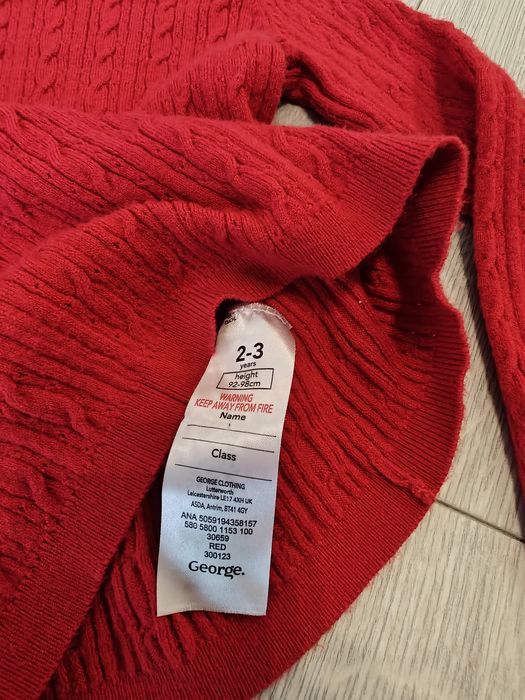 2-3
years
height
92-98cm
WARNING
KEEP AWAY FROM FIRE
Name
Class
GEORGE CLOTHING
Lutterworth
Leicestershire LE17 4XH UK
ASDA, Antrim, BT41 4GY
ANA 5059194358157
580 5800 1153 100
30659
RED
300123
George.